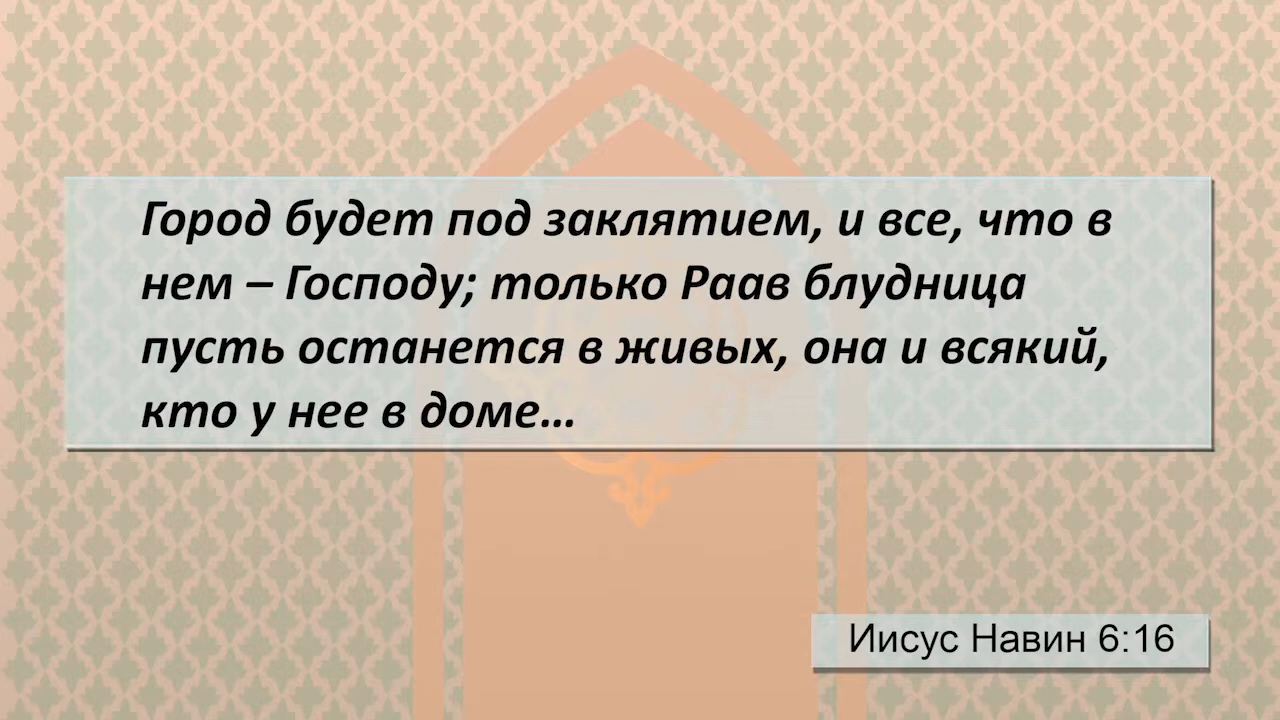 Город будет под заклятием, и все, что в
нем – Господу; только Раав блудница
пусть останется в живых, она и всякий,
кто у нее в доме...
Иисус Навин 6:16